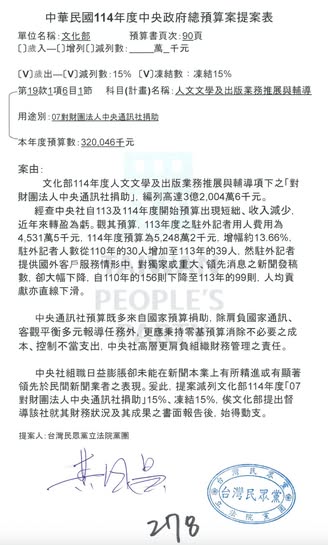 中華民國114年度中央政府總預算案提案表
單位名稱:文化部 預算書頁次:90頁
[ ]歲入—[ ]增列[ ]減列數: ____萬_千元
[V]歲出—[V]減列數:15% [V]凍結數:凍結15%
第19款1項6目1節 科目(計畫)名稱:人文文學及出版業務推展與輔導
用途別:07對財團法人中央通訊社捐助
本年度預算數:320,046千元
案由:
文化部114年度人文文學及出版業務推展與輔導項下之「對
財團法人中央通訊社捐助」,編列高達3億2,004萬6千元。
經查中央社自113及114年度開始預算出現短絀、收入減少,
近年來轉盈為虧。觀其預算,113年度之駐外記者用人費用為
4,531萬5千元,114年度預算為5,248萬2千元,增幅約13.66%,
駐外記者人數從110年的30人增加至113年的39人,然駐外記者
提供國外客戶服務情形中,對獨家或重大、領先消息之新聞發稿
數,卻大幅下降,自110年的156則下降至113年的99則,人均貢
獻亦直線下滑。
中央通訊社預算既多來自國家預算捐助,除肩負國家通訊、
客觀平衡多元報導任務外,更應秉持零基預算消除不必要之成
本、控制不當支出,中央社高層更肩負組織財務管理之責任。
中央社組織日益膨脹卻未能在新聞本業上有所精進或有顯著
領先於民間新聞業者之表現。爰此,提案減列文化部114年度「07
對財團法人中央通訊社捐助」15%、凍結15%,俟文化部提出督
導該社就其財務狀況及其成果之書面報告後,始得動支。
提案人:台灣民眾黨立法院黨團
台灣民眾黨
台灣民眾黨
立法院黨團
278
PEOPLE'S